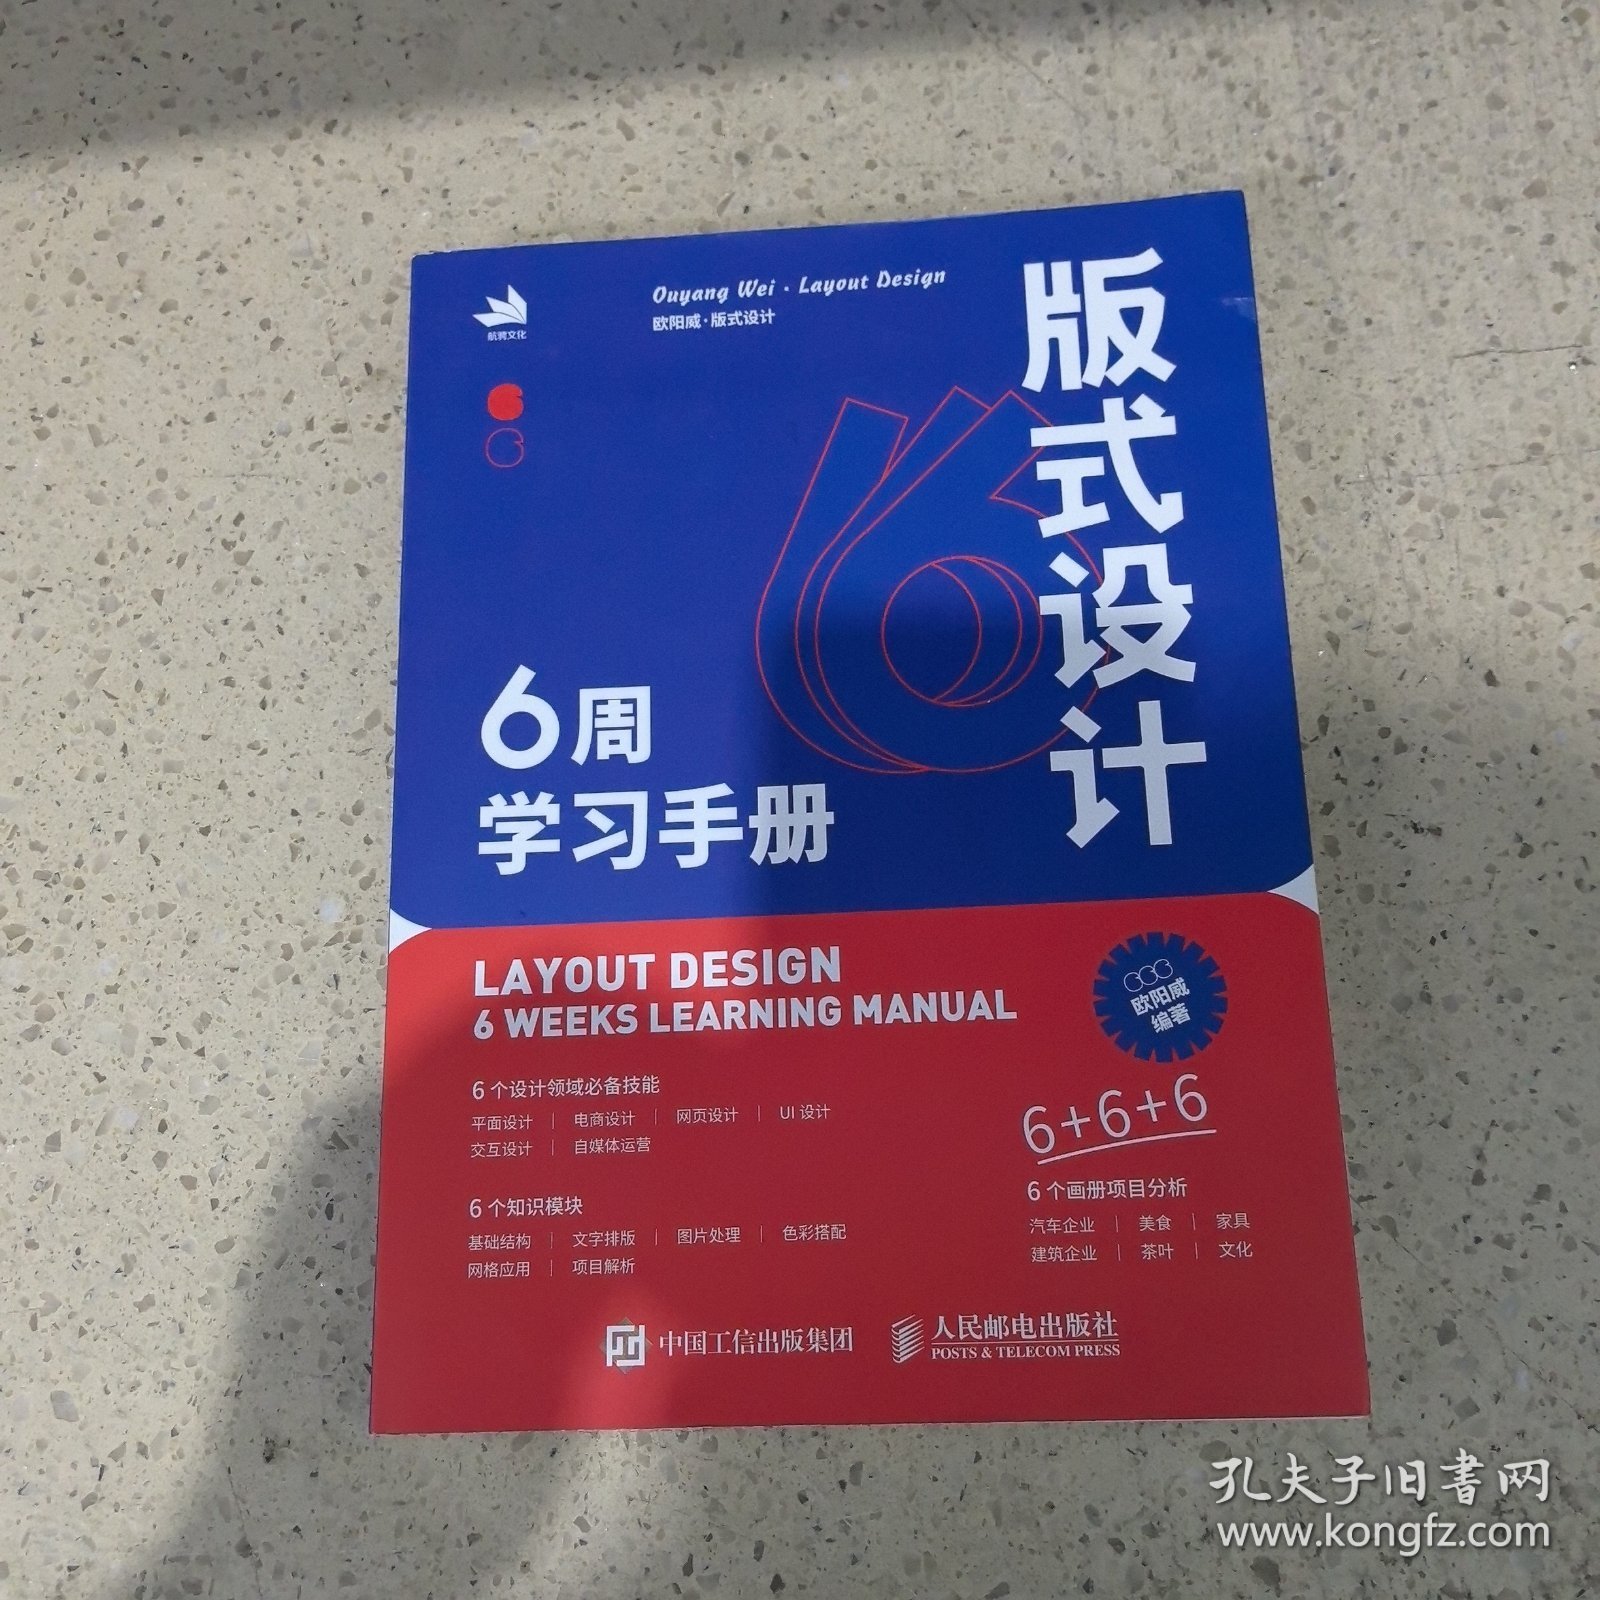 航骋文化
Ouyang Wei · Layout Design
欧阳威·版式设计
版式设计
6周
学习手册
LAYOUT DESIGN
6 WEEKS LEARNING MANUAL
欧阳威
编著
6个设计领域必备技能
平面设计 | 电商设计 | 网页设计 | UI 设计
交互设计 | 自媒体运营
6个知识模块
基础结构 | 文字排版 | 图片处理 | 色彩搭配
网格应用 | 项目解析
6+6+6
6个画册项目分析
汽车企业 | 美食 | 家具
建筑企业 | 茶叶 | 文化
中国工信出版集团
人民邮电出版社
POSTS & TELECOM PRESS
孔夫子旧书网
www.kongfz.com